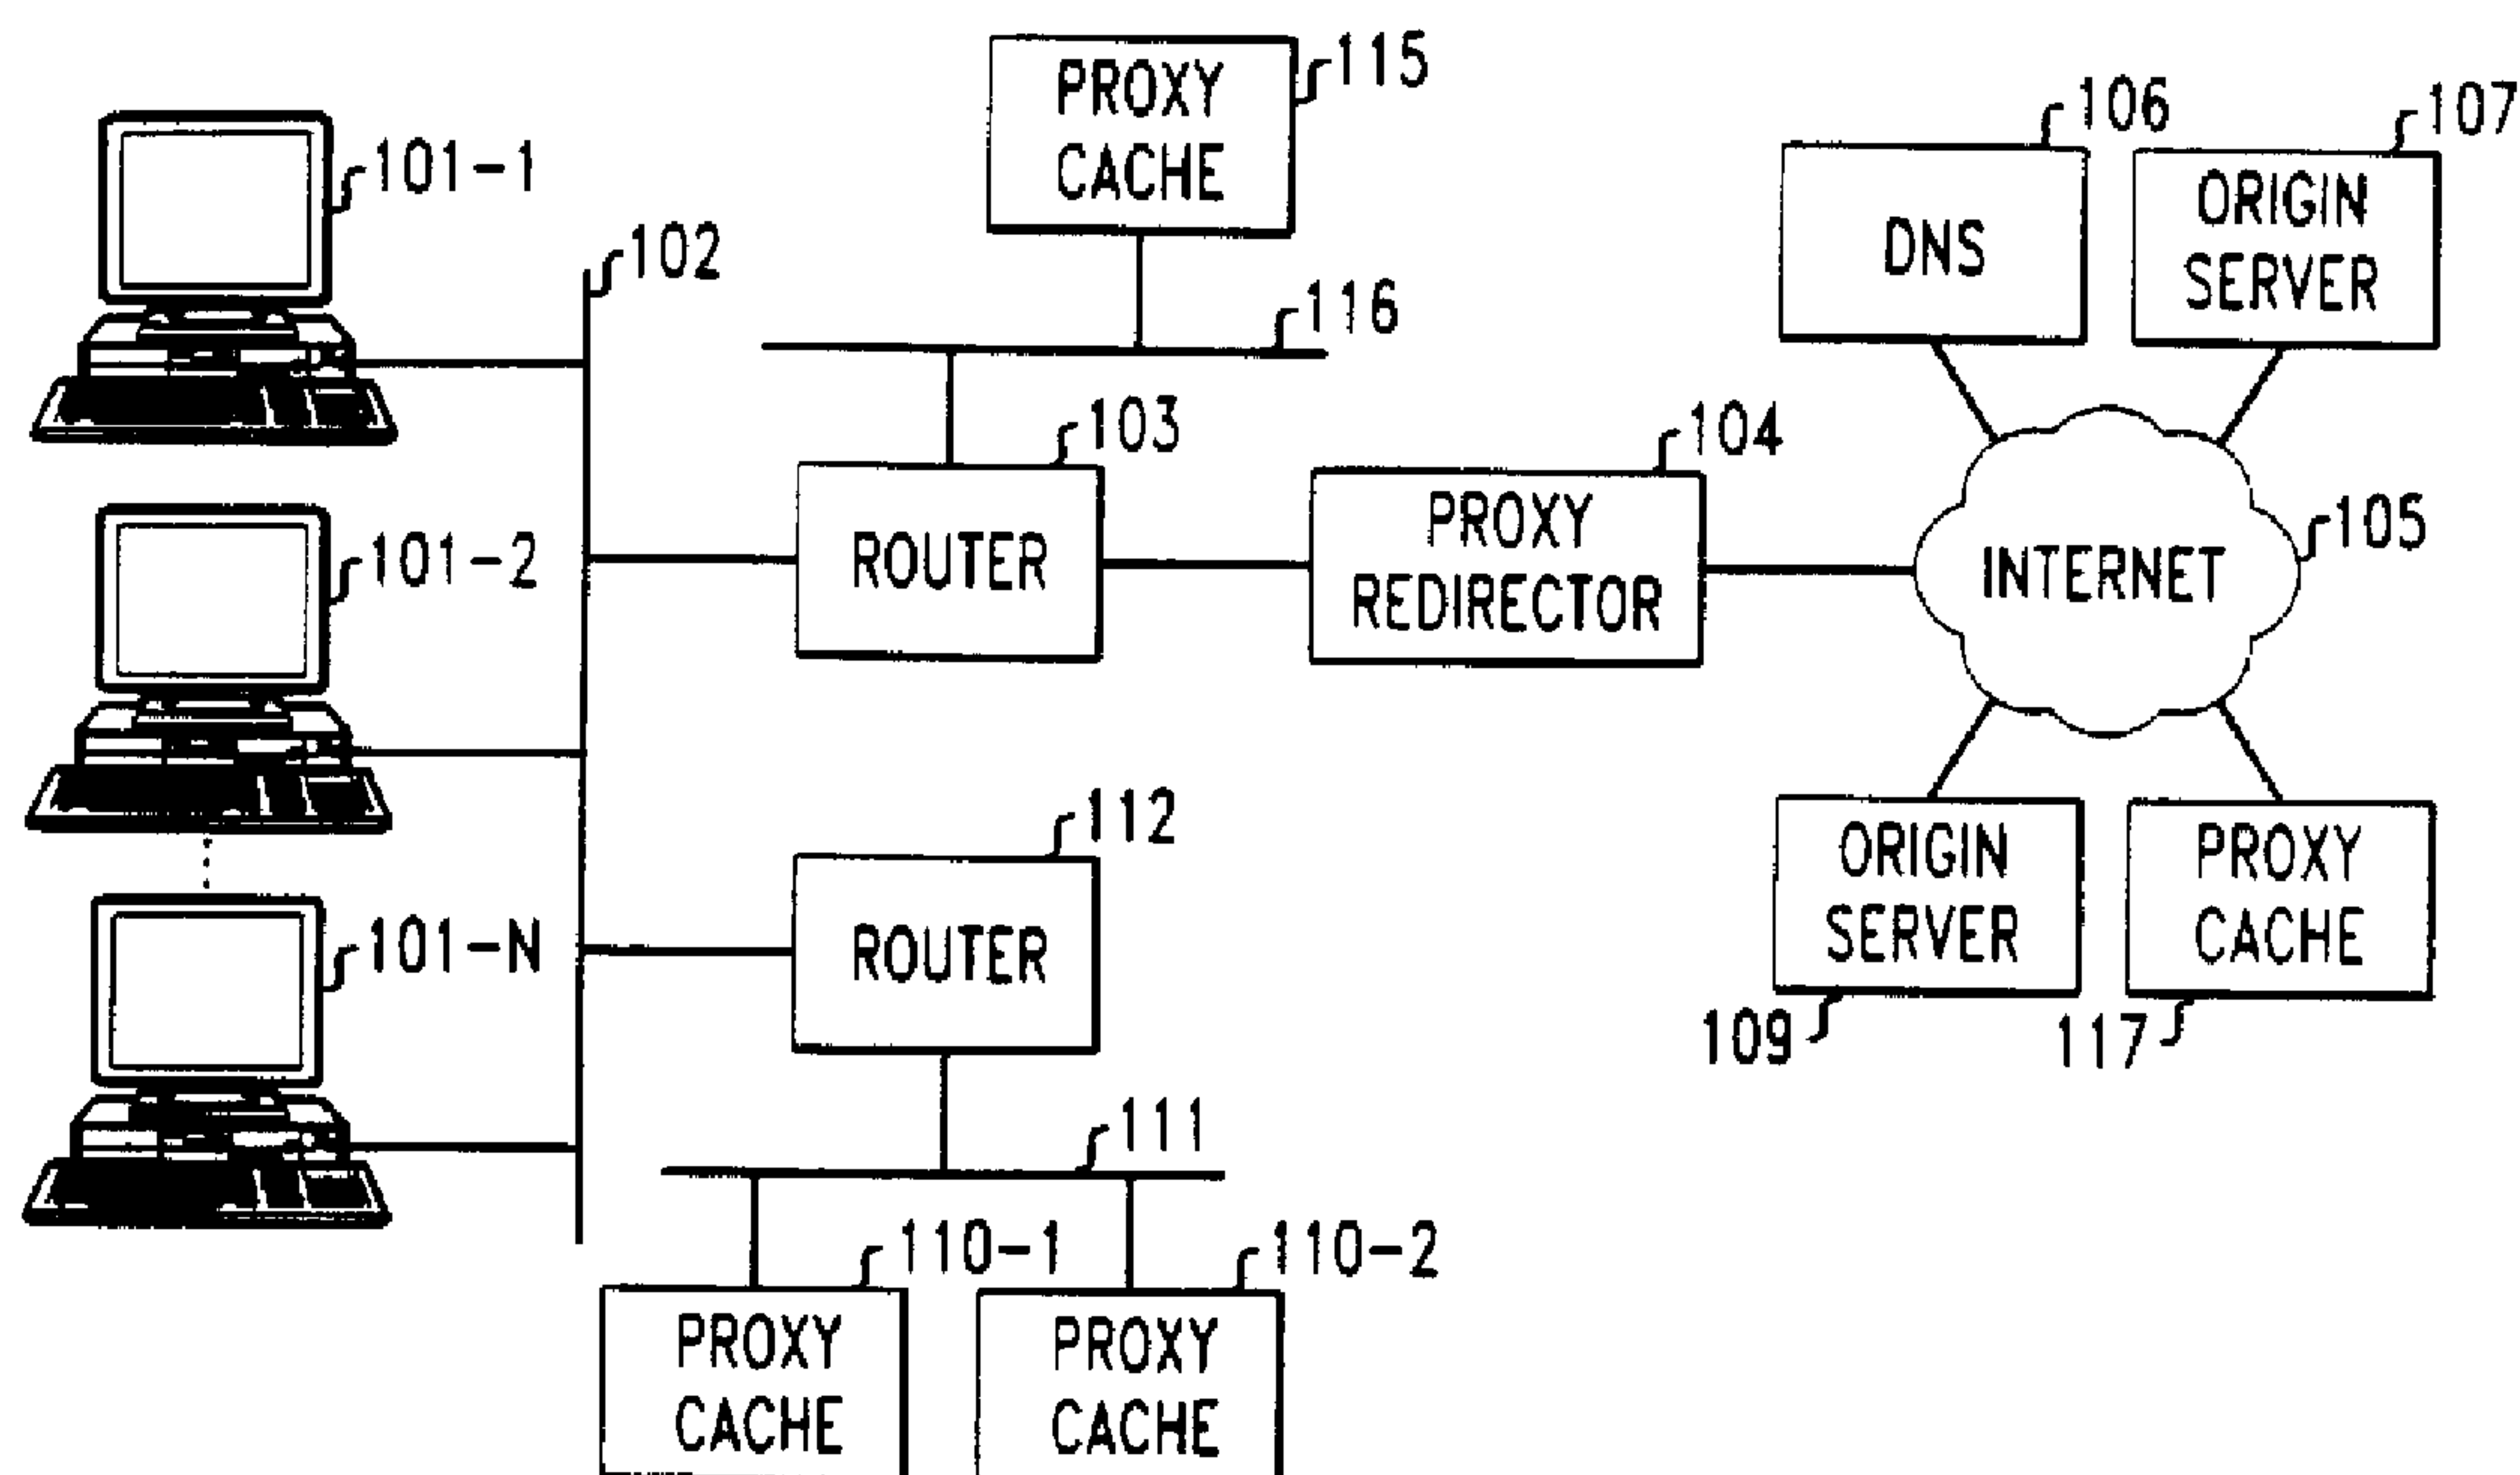 PROXY
CACHE
115
106
107
101-1
DNS
ORIGIN
SERVER
102
116
103
104
101-2
ROUTER
PROXY
REDIRECTOR
INTERNET
105
112
101-N
ROUTER
ORIGIN
SERVER
PROXY
CACHE
109
117
111
110-1
110-2
PROXY
CACHE
PROXY
CACHE